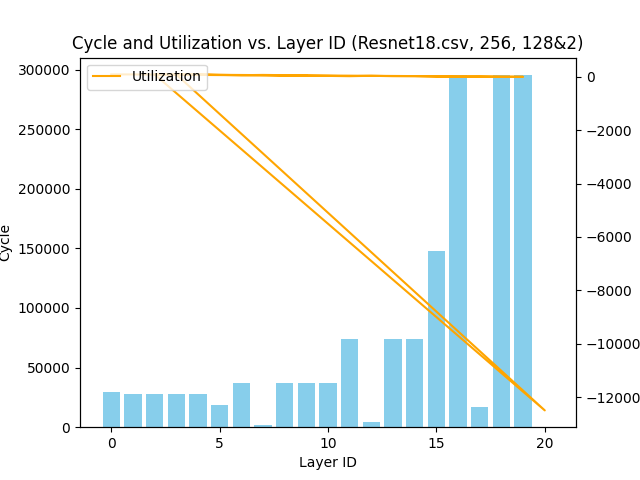 Cycle and Utilization vs. Layer ID (Resnet18.csv, 256, 128&2)
Utilization
300000
250000
200000
150000
100000
50000
0
Cycle
0
−2000
−4000
−6000
−8000
−10000
−12000
0 5 10 15 20
Layer ID